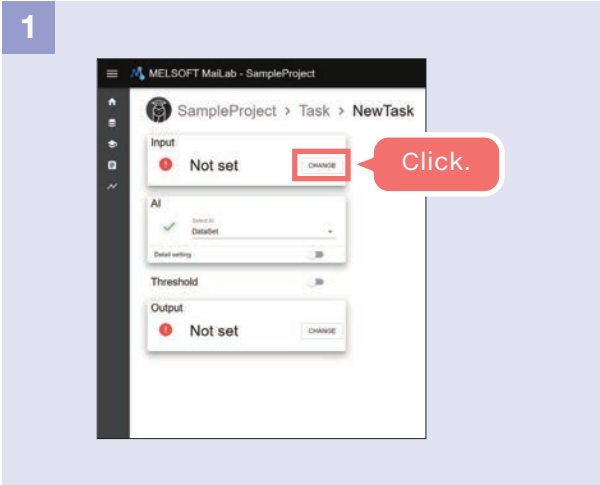 1
MELSOFT MaiLab - SampleProject
SampleProject > Task > NewTask
Input
Not set
CHANGE
Click.
AI
Select AI
DataSet
Detail setting
Threshold
Output
Not set
CHANGE